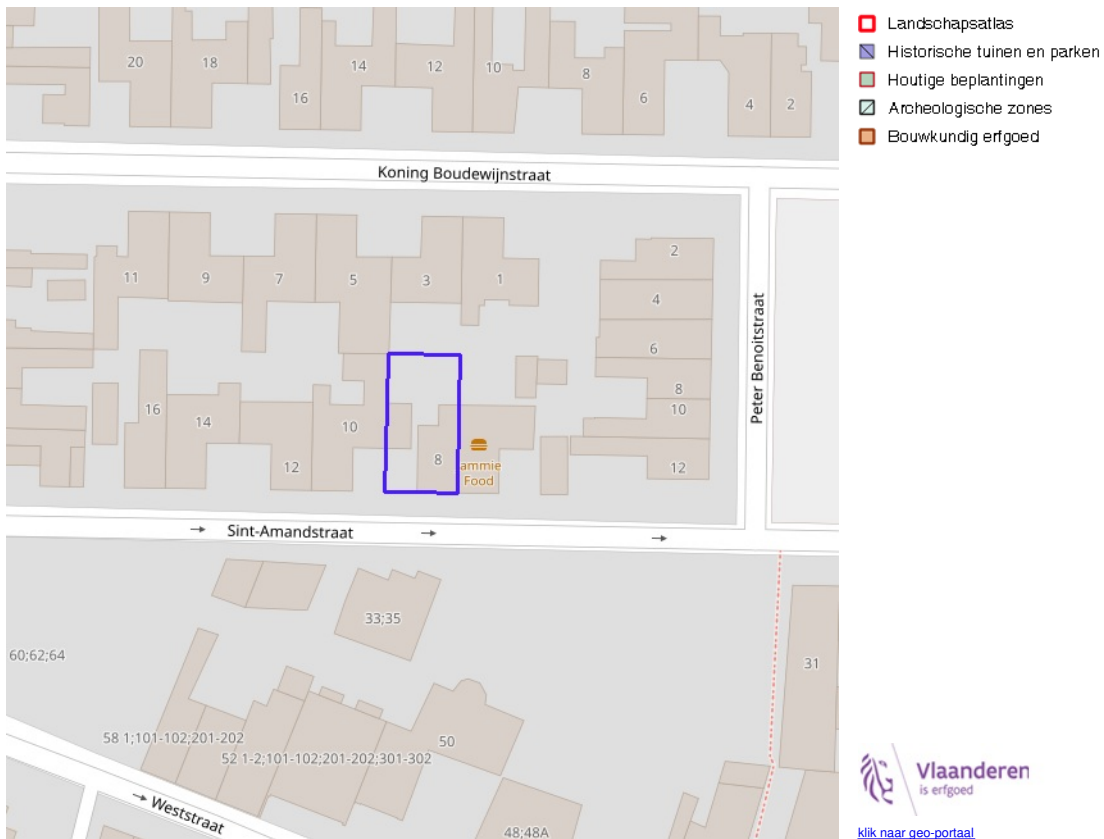 20
18
16
14
12
10
8
6
4
2
Koning Boudewijnstraat
11
9
7
5
3
1
2
4
6
8
10
12
Peter Benoitstraat
16
14
12
10
8
ammie
Food
Sint-Amandstraat
33;35
31
60;62;64
58 1;101-102;201-202
52 1-2;101-102;201-202;301-302
50
48;48A
Weststraat
Landschapsatlas
Historische tuinen en parken
Houtige beplantingen
Archeologische zones
Bouwkundig erfgoed
Vlaanderen
is erfgoed
klik naar geo-portaal